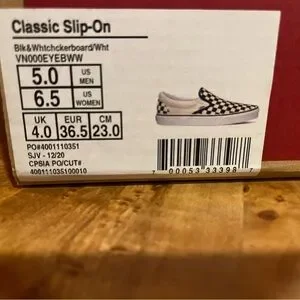 Classic Slip-On
Blk&Whtchckerboard/Wht
VN000EYEBWW
5.0 US MEN
6.5 US WOMEN
UK EUR CM
4.0 36.5 23.0
PO#4001110351
SJV - 12/20
CPSIA PO/CUT#
400111035100010
7 00053 33398 7